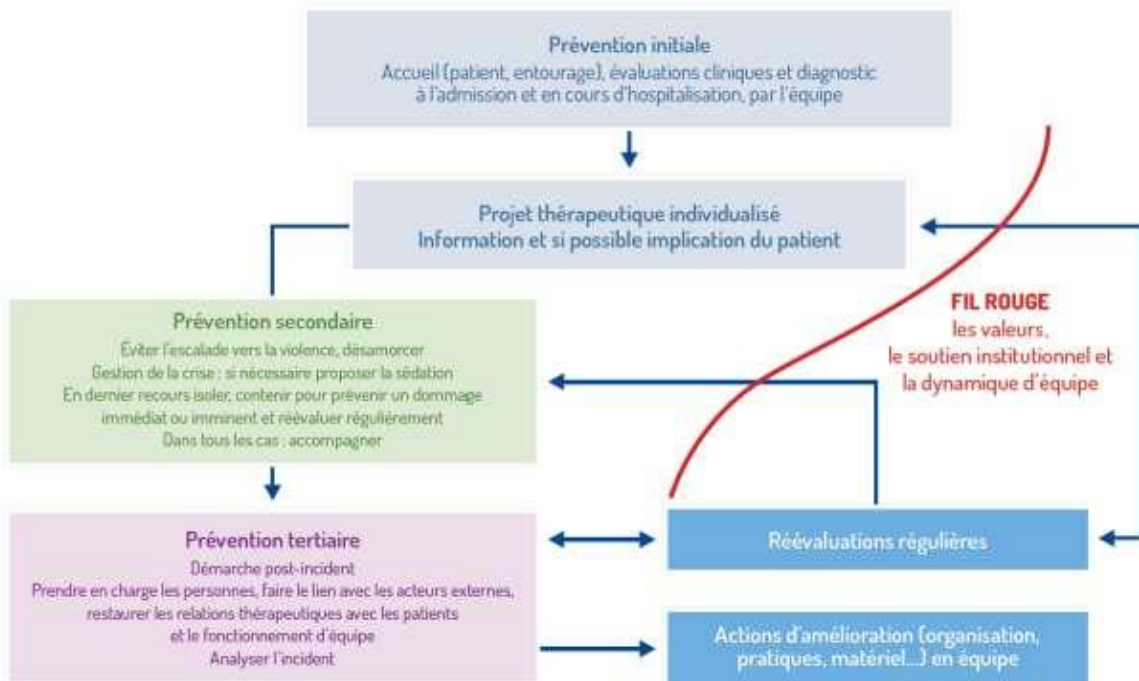 Prévention initiale
Accueil (patient, entourage), évaluations cliniques et diagnostic
à l'admission et en cours d'hospitalisation, par l'équipe
Projet thérapeutique individualisé
Information et si possible implication du patient
FIL ROUGE
les valeurs,
le soutien institutionnel et
la dynamique d'équipe
Prévention secondaire
Eviter l'escalade vers la violence, désamorcer
Gestion de la crise : si nécessaire proposer la sédation
En dernier recours isoler, contenir pour prévenir un dommage
immédiat ou imminent et réévaluer régulièrement
Dans tous les cas : accompagner
Prévention tertiaire
Démarche post-incident
Prendre en charge les personnes, faire le lien avec les acteurs externes,
restaurer les relations thérapeutiques avec les patients
et le fonctionnement d'équipe
Analyser l'incident
Réévaluations régulières
Actions d'amélioration (organisation,
pratiques, matériel...) en équipe